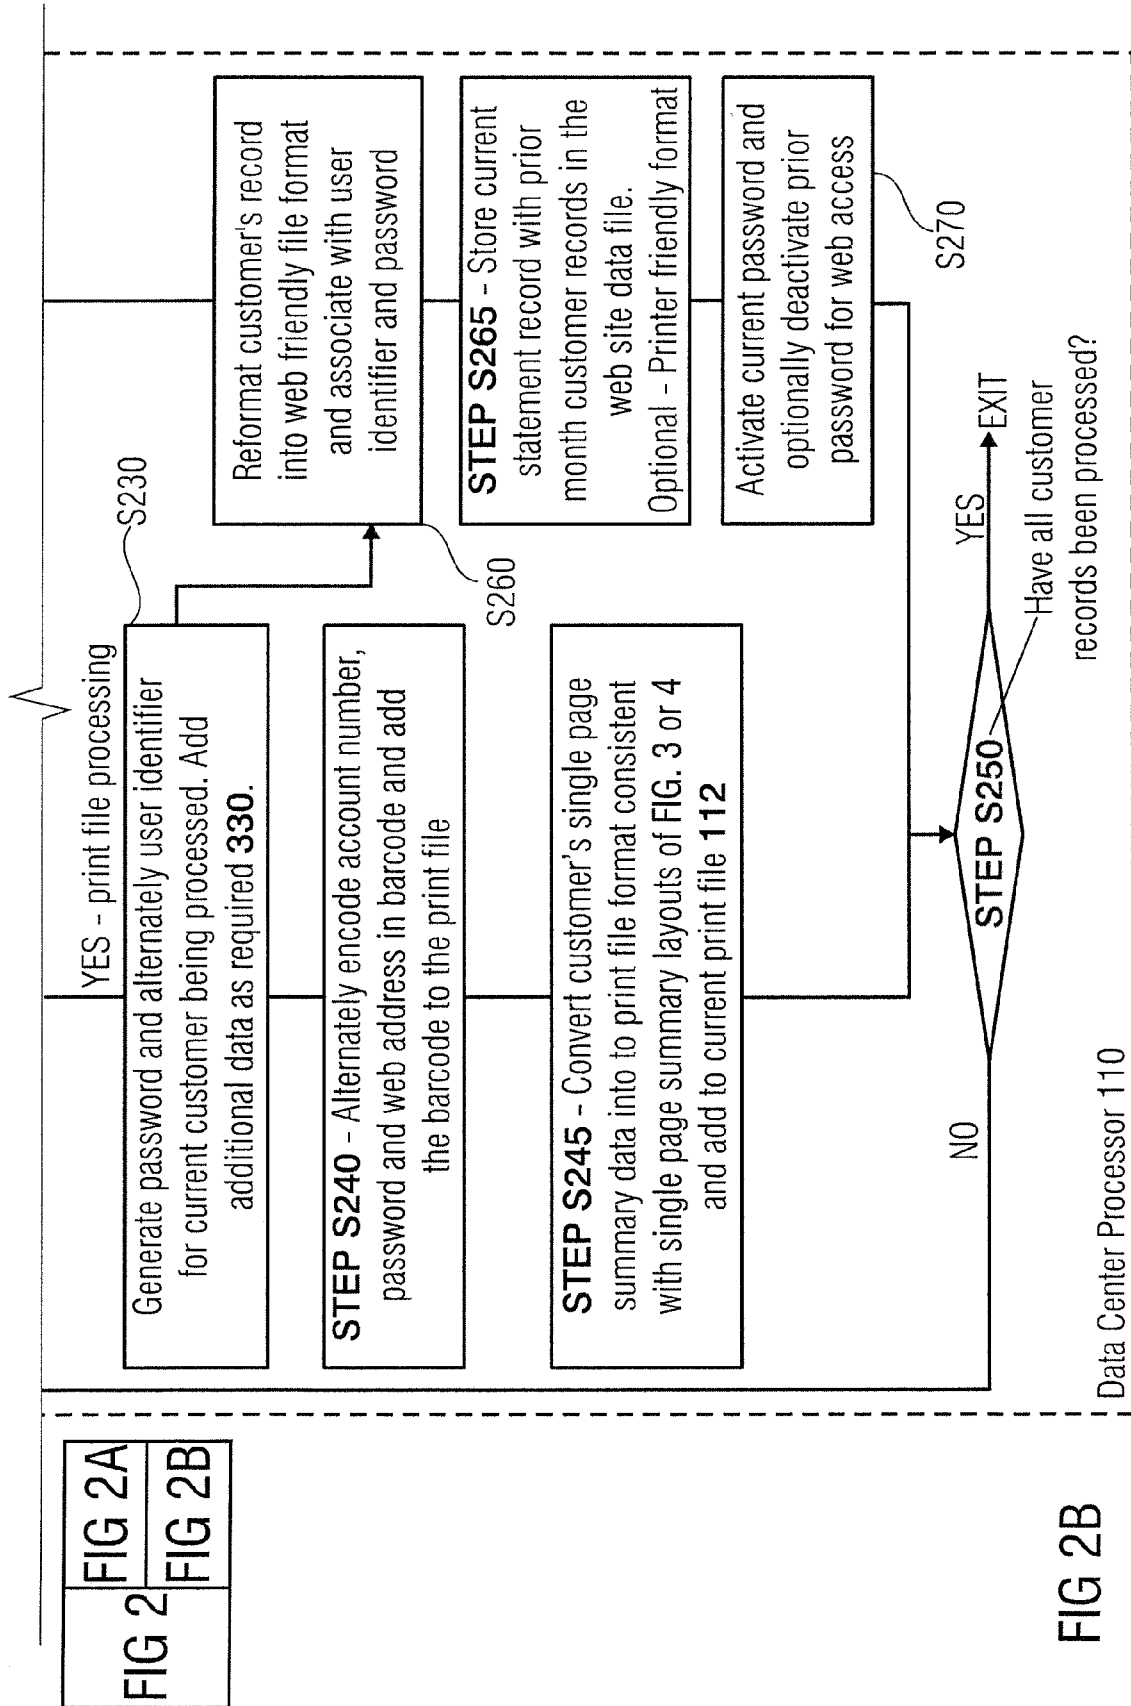 FIG 2
FIG 2A
FIG 2B
YES - print file processing
S230
Generate password and alternately user identifier
for current customer being processed. Add
additional data as required 330.
STEP S240 - Alternately encode account number,
password and web address in barcode and add
the barcode to the print file
STEP S245 - Convert customer's single page
summary data into to print file format consistent
with single page summary layouts of FIG. 3 or 4
and add to current print file 112
Reformat customer's record
into web friendly file format
and associate with user
identifier and password
S260
STEP S265 - Store current
statement record with prior
month customer records in the
web site data file.
Optional - Printer friendly format
Activate current password and
optionally deactivate prior
password for web access
S270
NO
STEP S250
YES
EXIT
Have all customer
records been processed?
Data Center Processor 110
FIG 2B